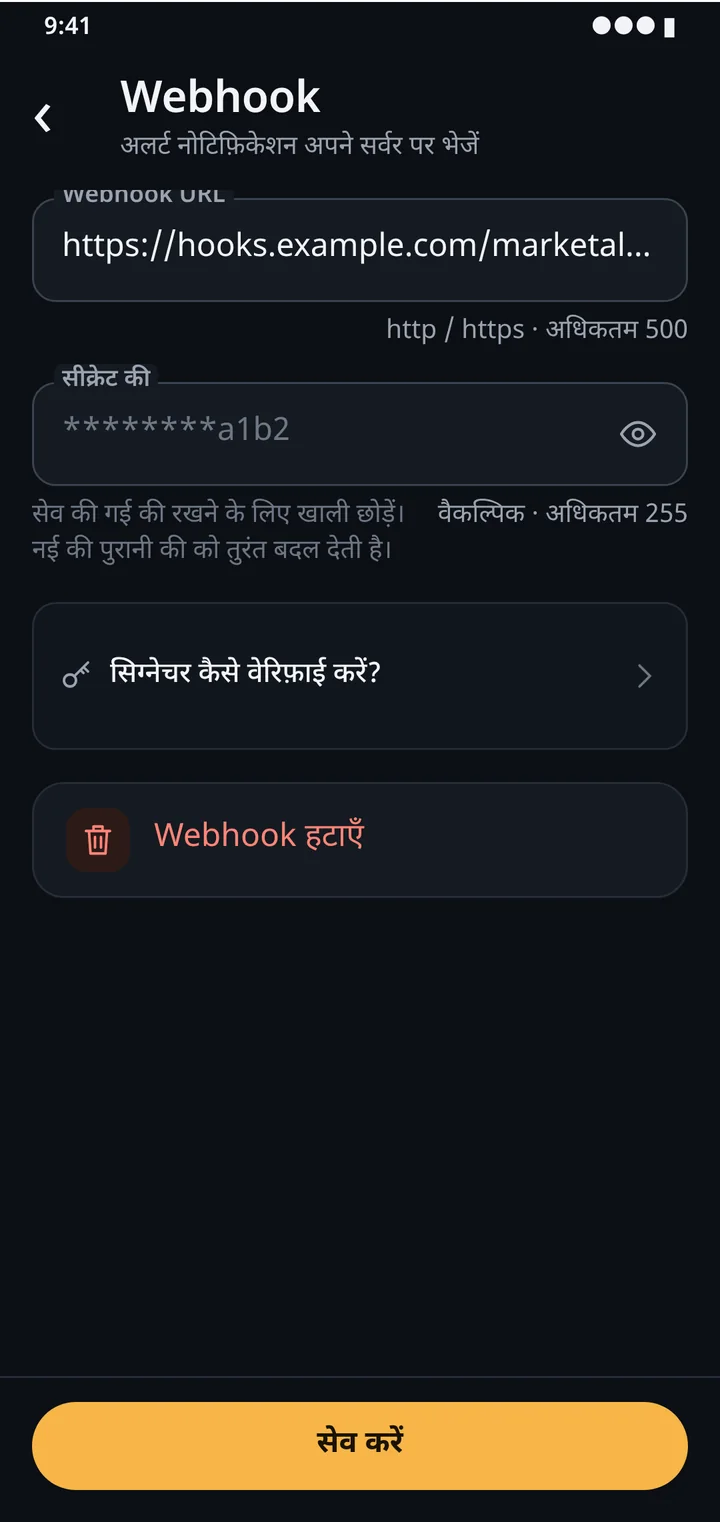 9:41
Webhook
अलर्ट नोटिफ़िकेशन अपने सर्वर पर भेजें
Webhook URL
https://hooks.example.com/marketal...
http / https · अधिकतम 500
सीक्रेट की
********a1b2
सेव की गई की रखने के लिए खाली छोड़ें। वैकल्पिक · अधिकतम 255
नई की पुरानी की को तुरंत बदल देती है।
सिग्नेचर कैसे वेरिफ़ाई करें?
Webhook हटाएँ
सेव करें